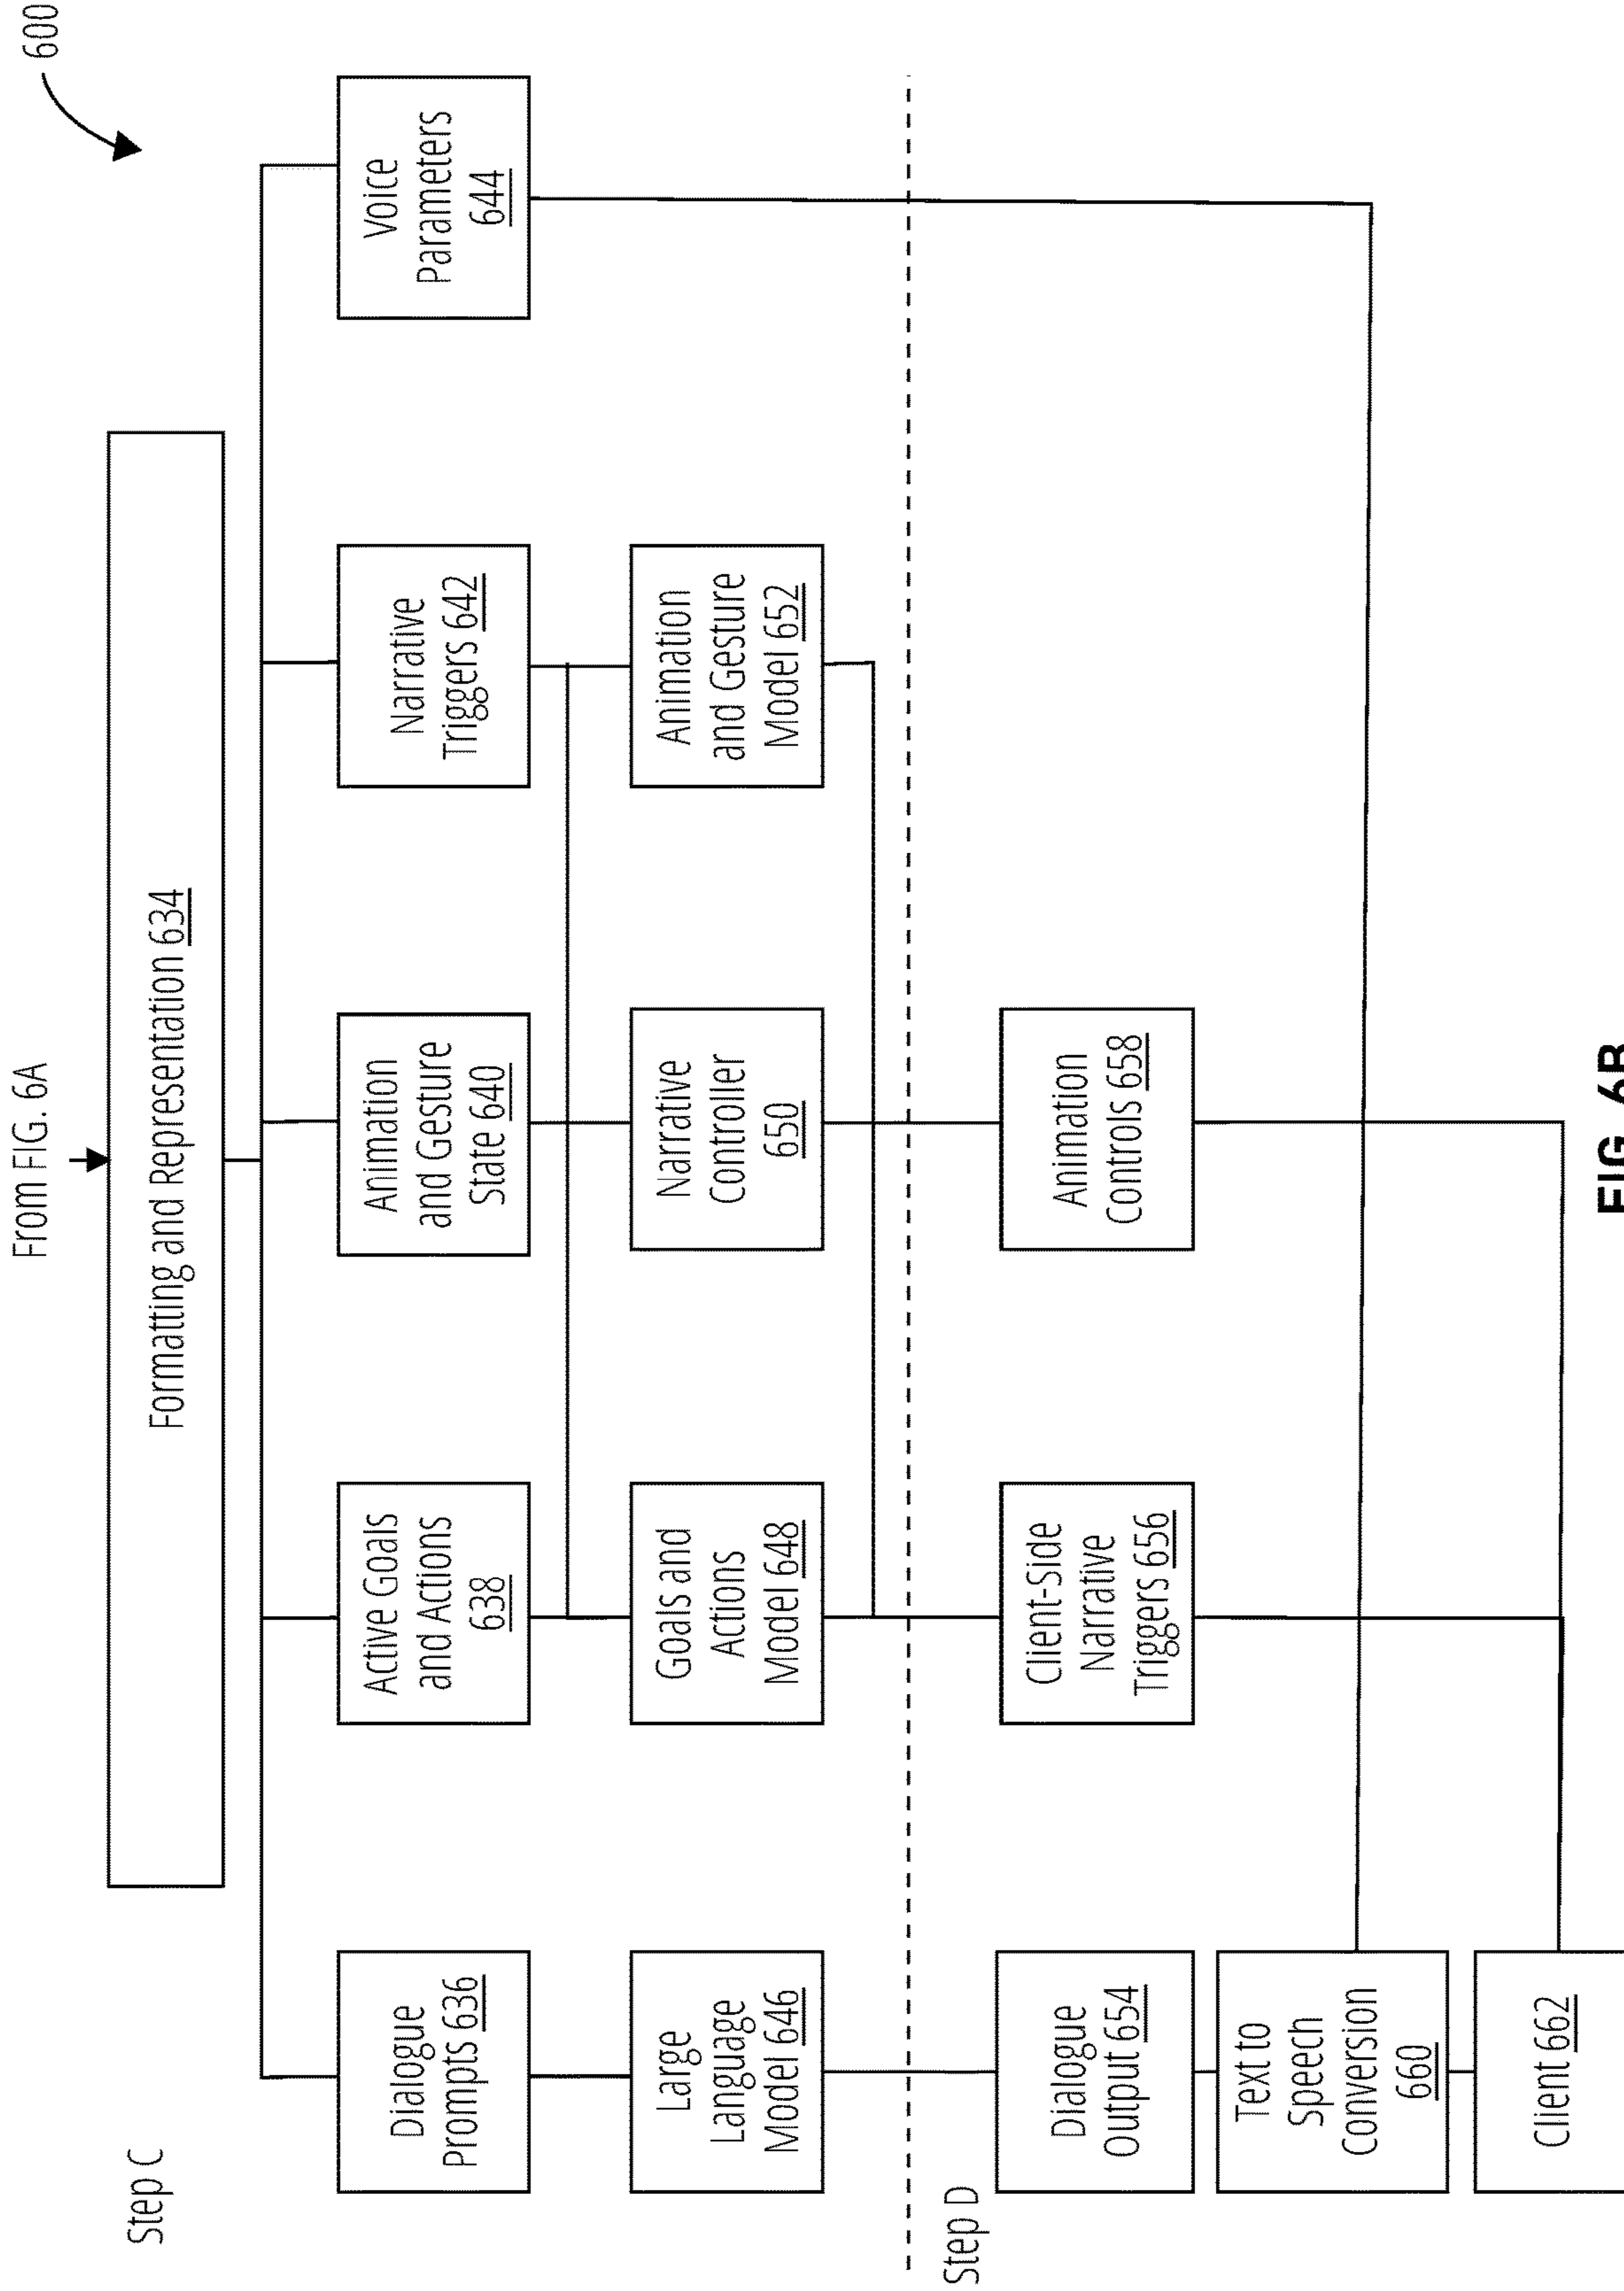 600
From FIG. 6A
Step C
Formatting and Representation 634
Dialogue
Prompts 636
Active Goals
and Actions
638
Animation
and Gesture
State 640
Narrative
Triggers 642
Voice
Parameters
644
Large
Language
Model 646
Goals and
Actions
Model 648
Narrative
Controller
650
Animation
and Gesture
Model 652
Step D
Dialogue
Output 654
Client-Side
Narrative
Triggers 656
Animation
Controls 658
Text to
Speech
Conversion
660
Client 662
FIG. 6B